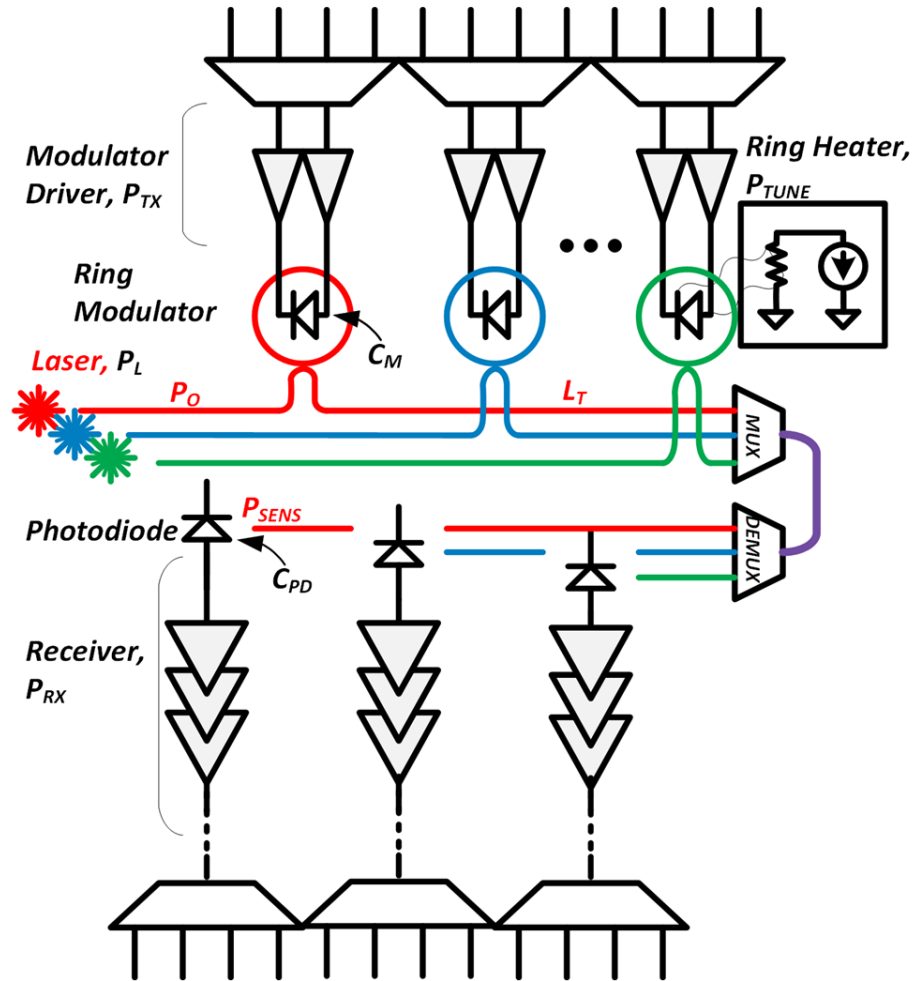 Modulator
Driver, P_TX
Ring Heater,
P_TUNE
Ring
Modulator
C_M
Laser, P_L
P_O
L_T
MUX
Photodiode
P_SENS
DEMUX
C_PD
Receiver,
P_RX